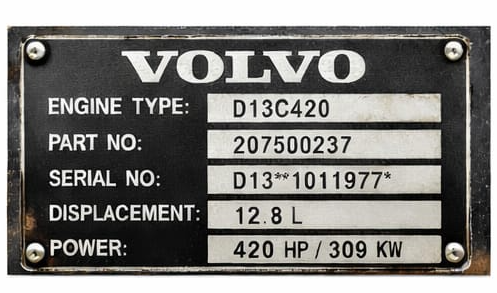 VOLVO
ENGINE TYPE: D13C420
PART NO: 207500237
SERIAL NO: D13**1011977*
DISPLACEMENT: 12.8 L
POWER: 420 HP / 309 KW